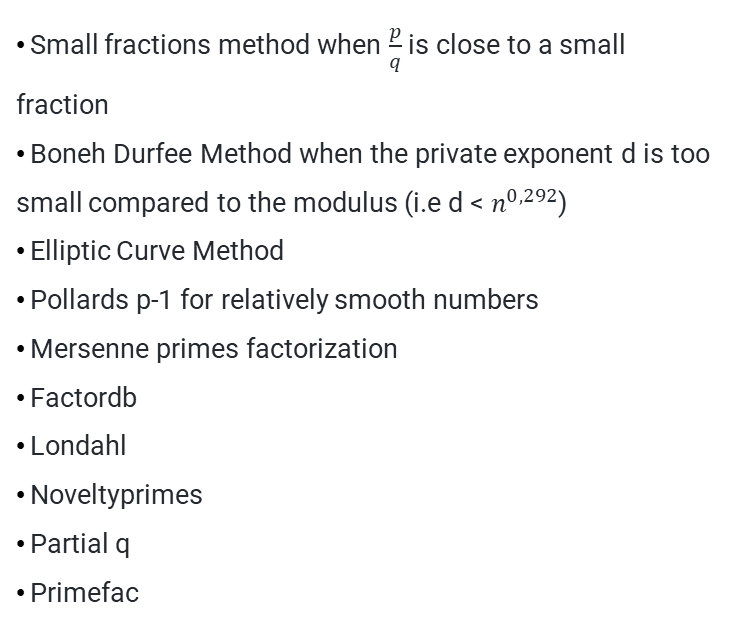 • Small fractions method when p/q is close to a small
fraction
• Boneh Durfee Method when the private exponent d is too
small compared to the modulus (i.e d < n^0,292)
• Elliptic Curve Method
• Pollards p-1 for relatively smooth numbers
• Mersenne primes factorization
• Factordb
• Londahl
• Noveltyprimes
• Partial q
• Primefac